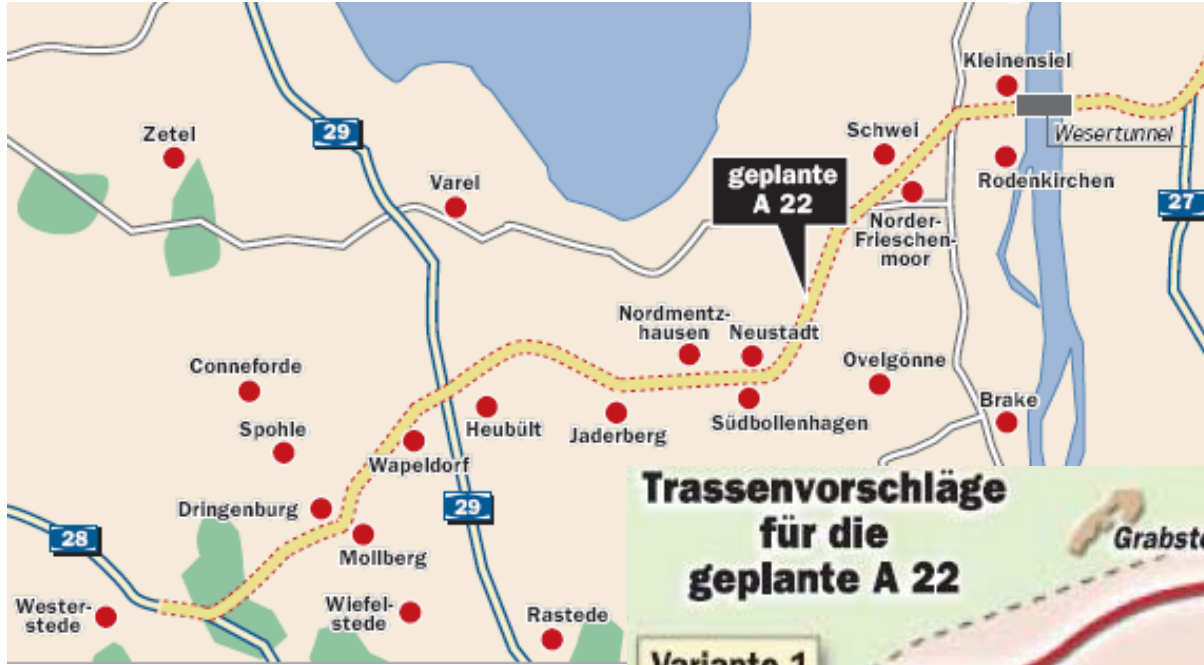 Kleinensiel
Zetel
29
Schwei
Wesertunnel
Varel
geplante
A 22
Rodenkirchen
27
Norder-
Frieschen-
moor
Nordmentz-
hausen
Neustadt
Conneforde
Ovelgönne
Heubült
Jaderberg
Südbollenhagen
Brake
Spohle
Wapeldorf
Dringenburg
29
Mollberg
28
Wester-
stede
Wiefel-
stede
Rastede
Trassenvorschläge
für die
geplante A 22
Variante 1